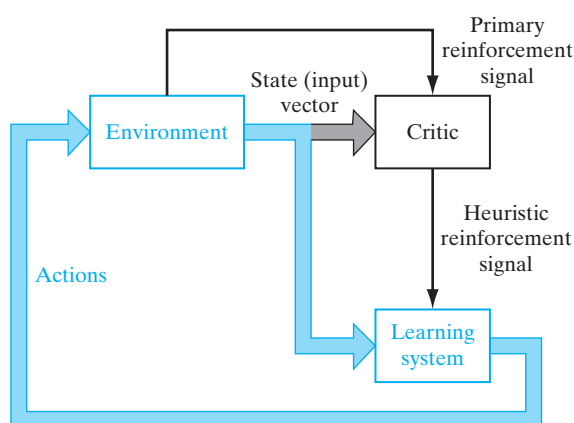 Primary
reinforcement
signal
State (input)
vector
Environment
Critic
Heuristic
reinforcement
signal
Actions
Learning
system